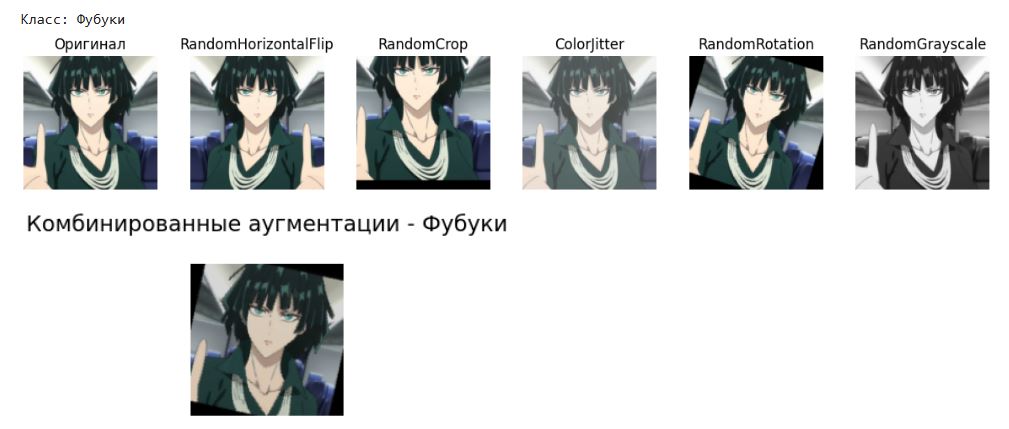 Класс: Фубуки
Оригинал RandomHorizontalFlip RandomCrop ColorJitter RandomRotation RandomGrayscale
Комбинированные аугментации - Фубуки